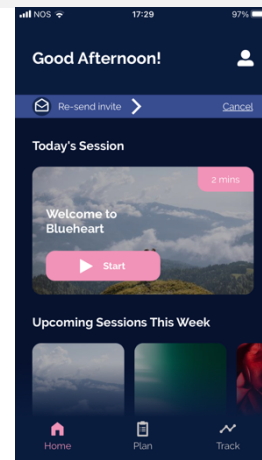 NOS 17:29 97%
Good Afternoon!
Re-send invite Cancel
Today's Session
2 mins
Welcome to
Blueheart
Start
Upcoming Sessions This Week
Home Plan Track